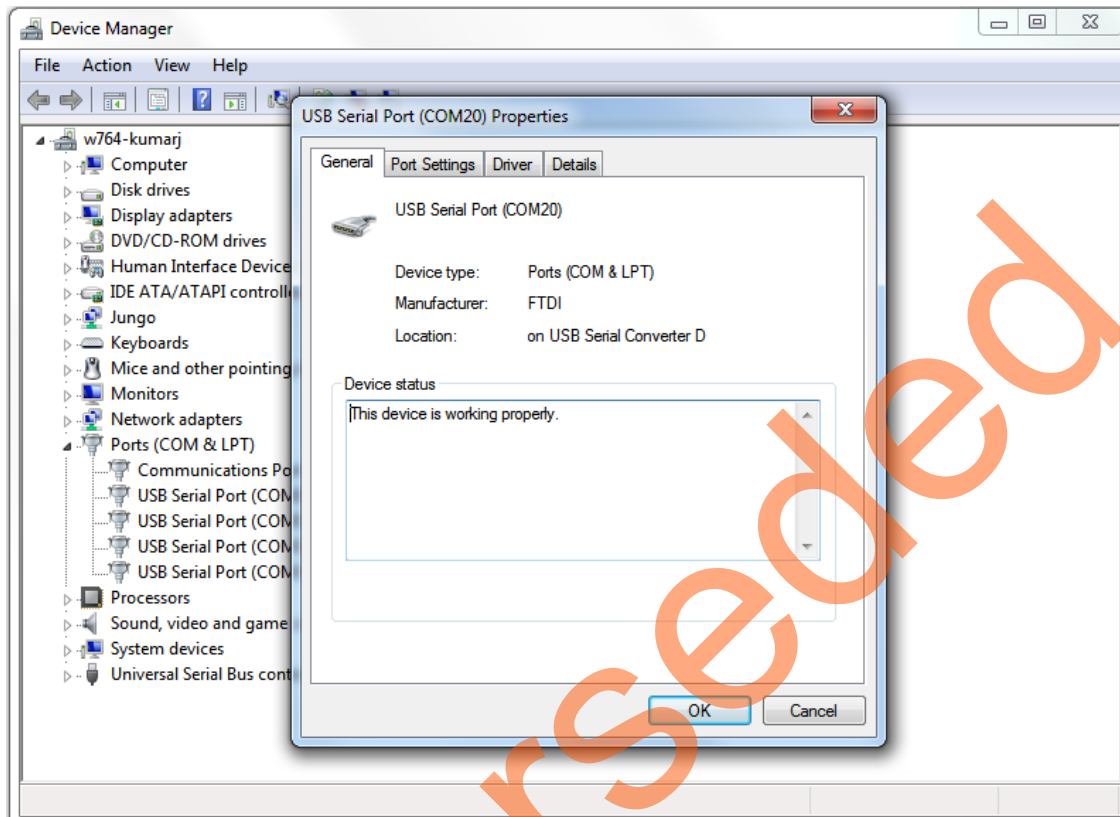 Device Manager
File Action View Help
w764-kumarj
Computer
Disk drives
Display adapters
DVD/CD-ROM drives
Human Interface Device
IDE ATA/ATAPI controlle
Jungo
Keyboards
Mice and other pointing
Monitors
Network adapters
Ports (COM & LPT)
Communications Po
USB Serial Port (COM
USB Serial Port (COM
USB Serial Port (COM
USB Serial Port (COM
Processors
Sound, video and game
System devices
Universal Serial Bus cont
USB Serial Port (COM20) Properties
General Port Settings Driver Details
USB Serial Port (COM20)
Device type: Ports (COM & LPT)
Manufacturer: FTDI
Location: on USB Serial Converter D
Device status
This device is working properly.
OK Cancel
rseded